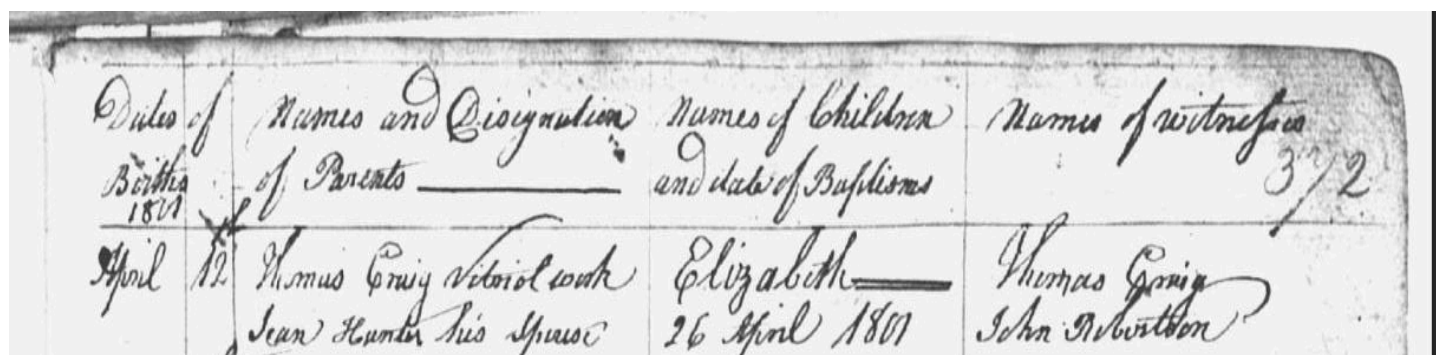 Dates of Names and Disignation Names of Children Names of witnesses
Births of Parents and date of Baptisms 372
1801
April 12 Thomas Craig Vitriol work Elizabeth Thomas Craig
Jean Hunter his Spouse 26 April 1801 John Robertson